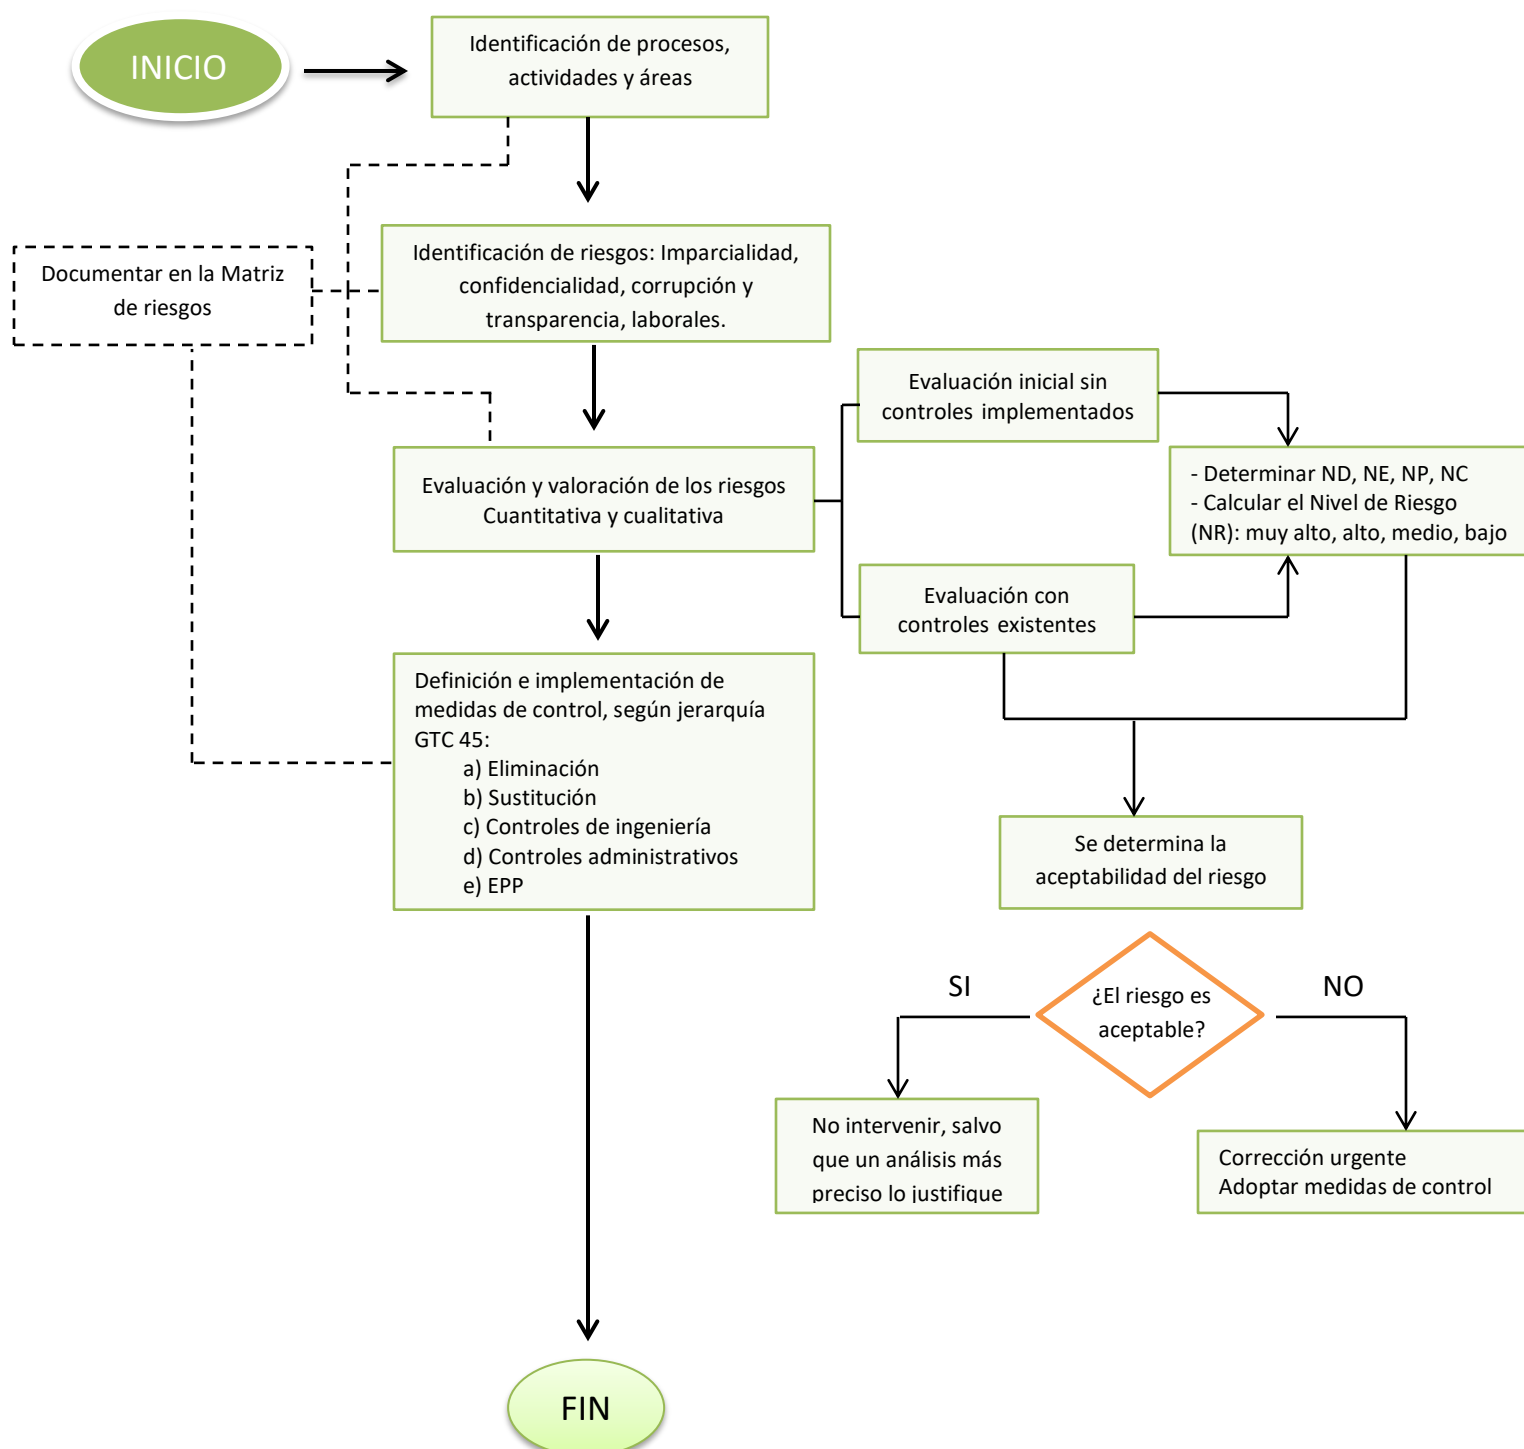 INICIO
Identificación de procesos,
actividades y áreas
Identificación de riesgos: Imparcialidad,
confidencialidad, corrupción y
transparencia, laborales.
Documentar en la Matriz
de riesgos
Evaluación y valoración de los riesgos
Cuantitativa y cualitativa
Evaluación inicial sin
controles implementados
- Determinar ND, NE, NP, NC
- Calcular el Nivel de Riesgo
(NR): muy alto, alto, medio, bajo
Evaluación con
controles existentes
Definición e implementación de
medidas de control, según jerarquía
GTC 45:
a) Eliminación
b) Sustitución
c) Controles de ingeniería
d) Controles administrativos
e) EPP
Se determina la
aceptabilidad del riesgo
SI
¿El riesgo es
aceptable?
NO
No intervenir, salvo
que un análisis más
preciso lo justifique
Corrección urgente
Adoptar medidas de control
FIN